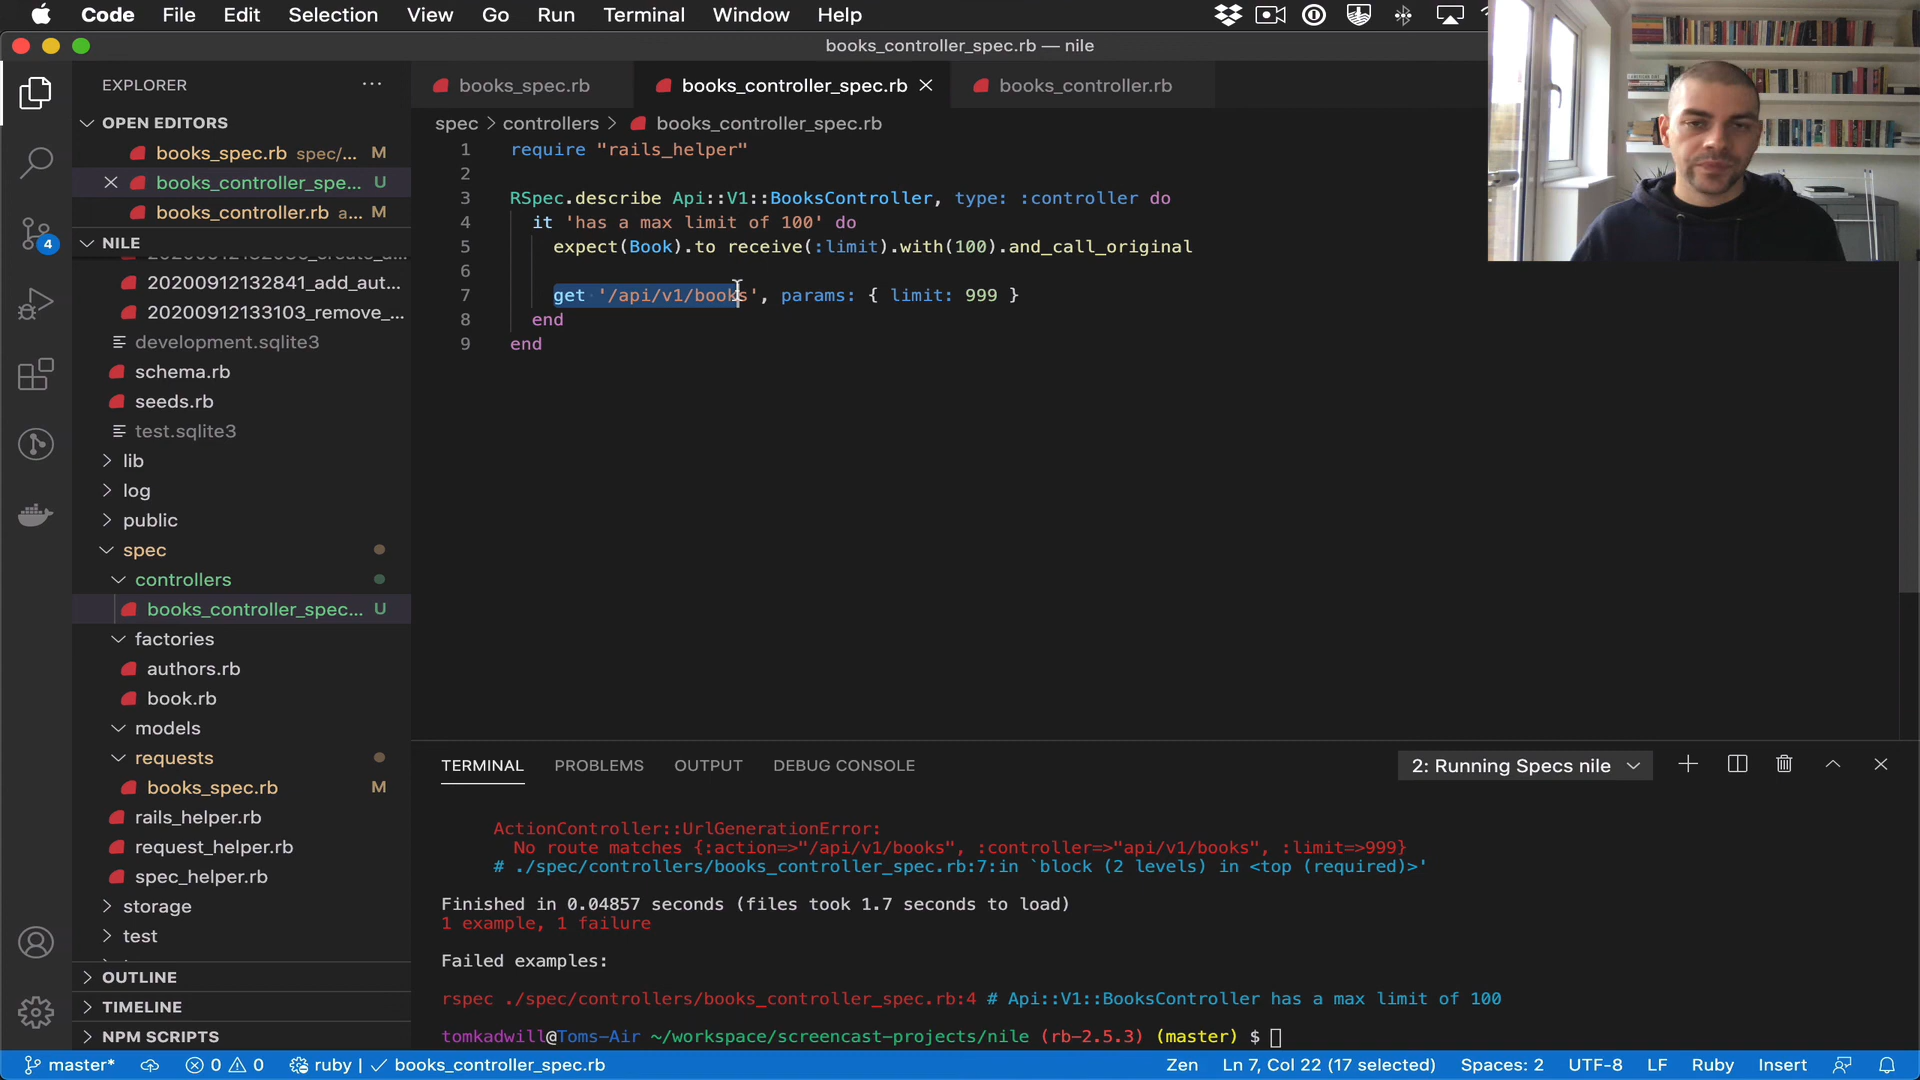 Code File Edit Selection View Go Run Terminal Window Help
books_controller_spec.rb — nile
EXPLORER
OPEN EDITORS
books_spec.rb spec/... M
books_controller_spe... U
books_controller.rb a... M
NILE
20200912132841_add_aut...
20200912133103_remove_...
development.sqlite3
schema.rb
seeds.rb
test.sqlite3
lib
log
public
spec
controllers
books_controller_spec... U
factories
authors.rb
book.rb
models
requests
books_spec.rb M
rails_helper.rb
request_helper.rb
spec_helper.rb
storage
test
OUTLINE
TIMELINE
NPM SCRIPTS
4
books_spec.rb books_controller_spec.rb books_controller.rb
spec > controllers > books_controller_spec.rb
1 require "rails_helper"
2
3 RSpec.describe Api::V1::BooksController, type: :controller do
4 it 'has a max limit of 100' do
5 expect(Book).to receive(:limit).with(100).and_call_original
6
7 get '/api/v1/books', params: { limit: 999 }
8 end
9 end
TERMINAL PROBLEMS OUTPUT DEBUG CONSOLE 2: Running Specs nile
ActionController::UrlGenerationError:
No route matches {:action=>"/api/v1/books", :controller=>"api/v1/books", :limit=>999}
# ./spec/controllers/books_controller_spec.rb:7:in `block (2 levels) in <top (required)>'
Finished in 0.04857 seconds (files took 1.7 seconds to load)
1 example, 1 failure
Failed examples:
rspec ./spec/controllers/books_controller_spec.rb:4 # Api::V1::BooksController has a max limit of 100
tomkadwill@Toms-Air ~/workspace/screencast-projects/nile (rb-2.5.3) (master) $
master* 0 0 ruby | ✓ books_controller_spec.rb Zen Ln 7, Col 22 (17 selected) Spaces: 2 UTF-8 LF Ruby Insert